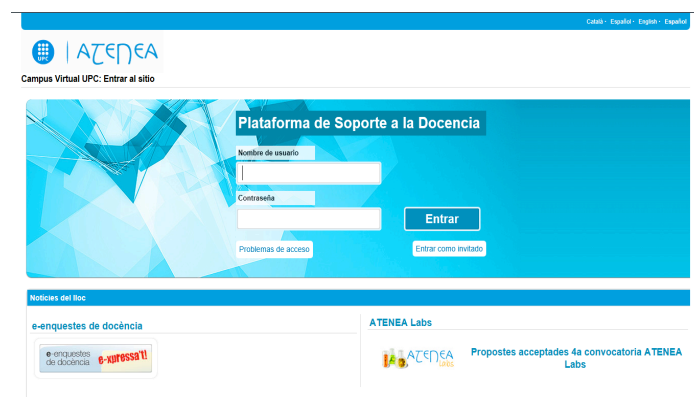 Català · Español · English · Español
UPC ATENEA
Campus Virtual UPC: Entrar al sitio
Plataforma de Soporte a la Docencia
Nombre de usuario
Contraseña
Entrar
Problemas de acceso
Entrar como invitado
Notícies del lloc
e-enquestes de docència
e-enquestes
de docència
e-xpressa't!
ATENEA Labs
ATENEA
LABS
Propostes acceptades 4a convocatoria ATENEA
Labs